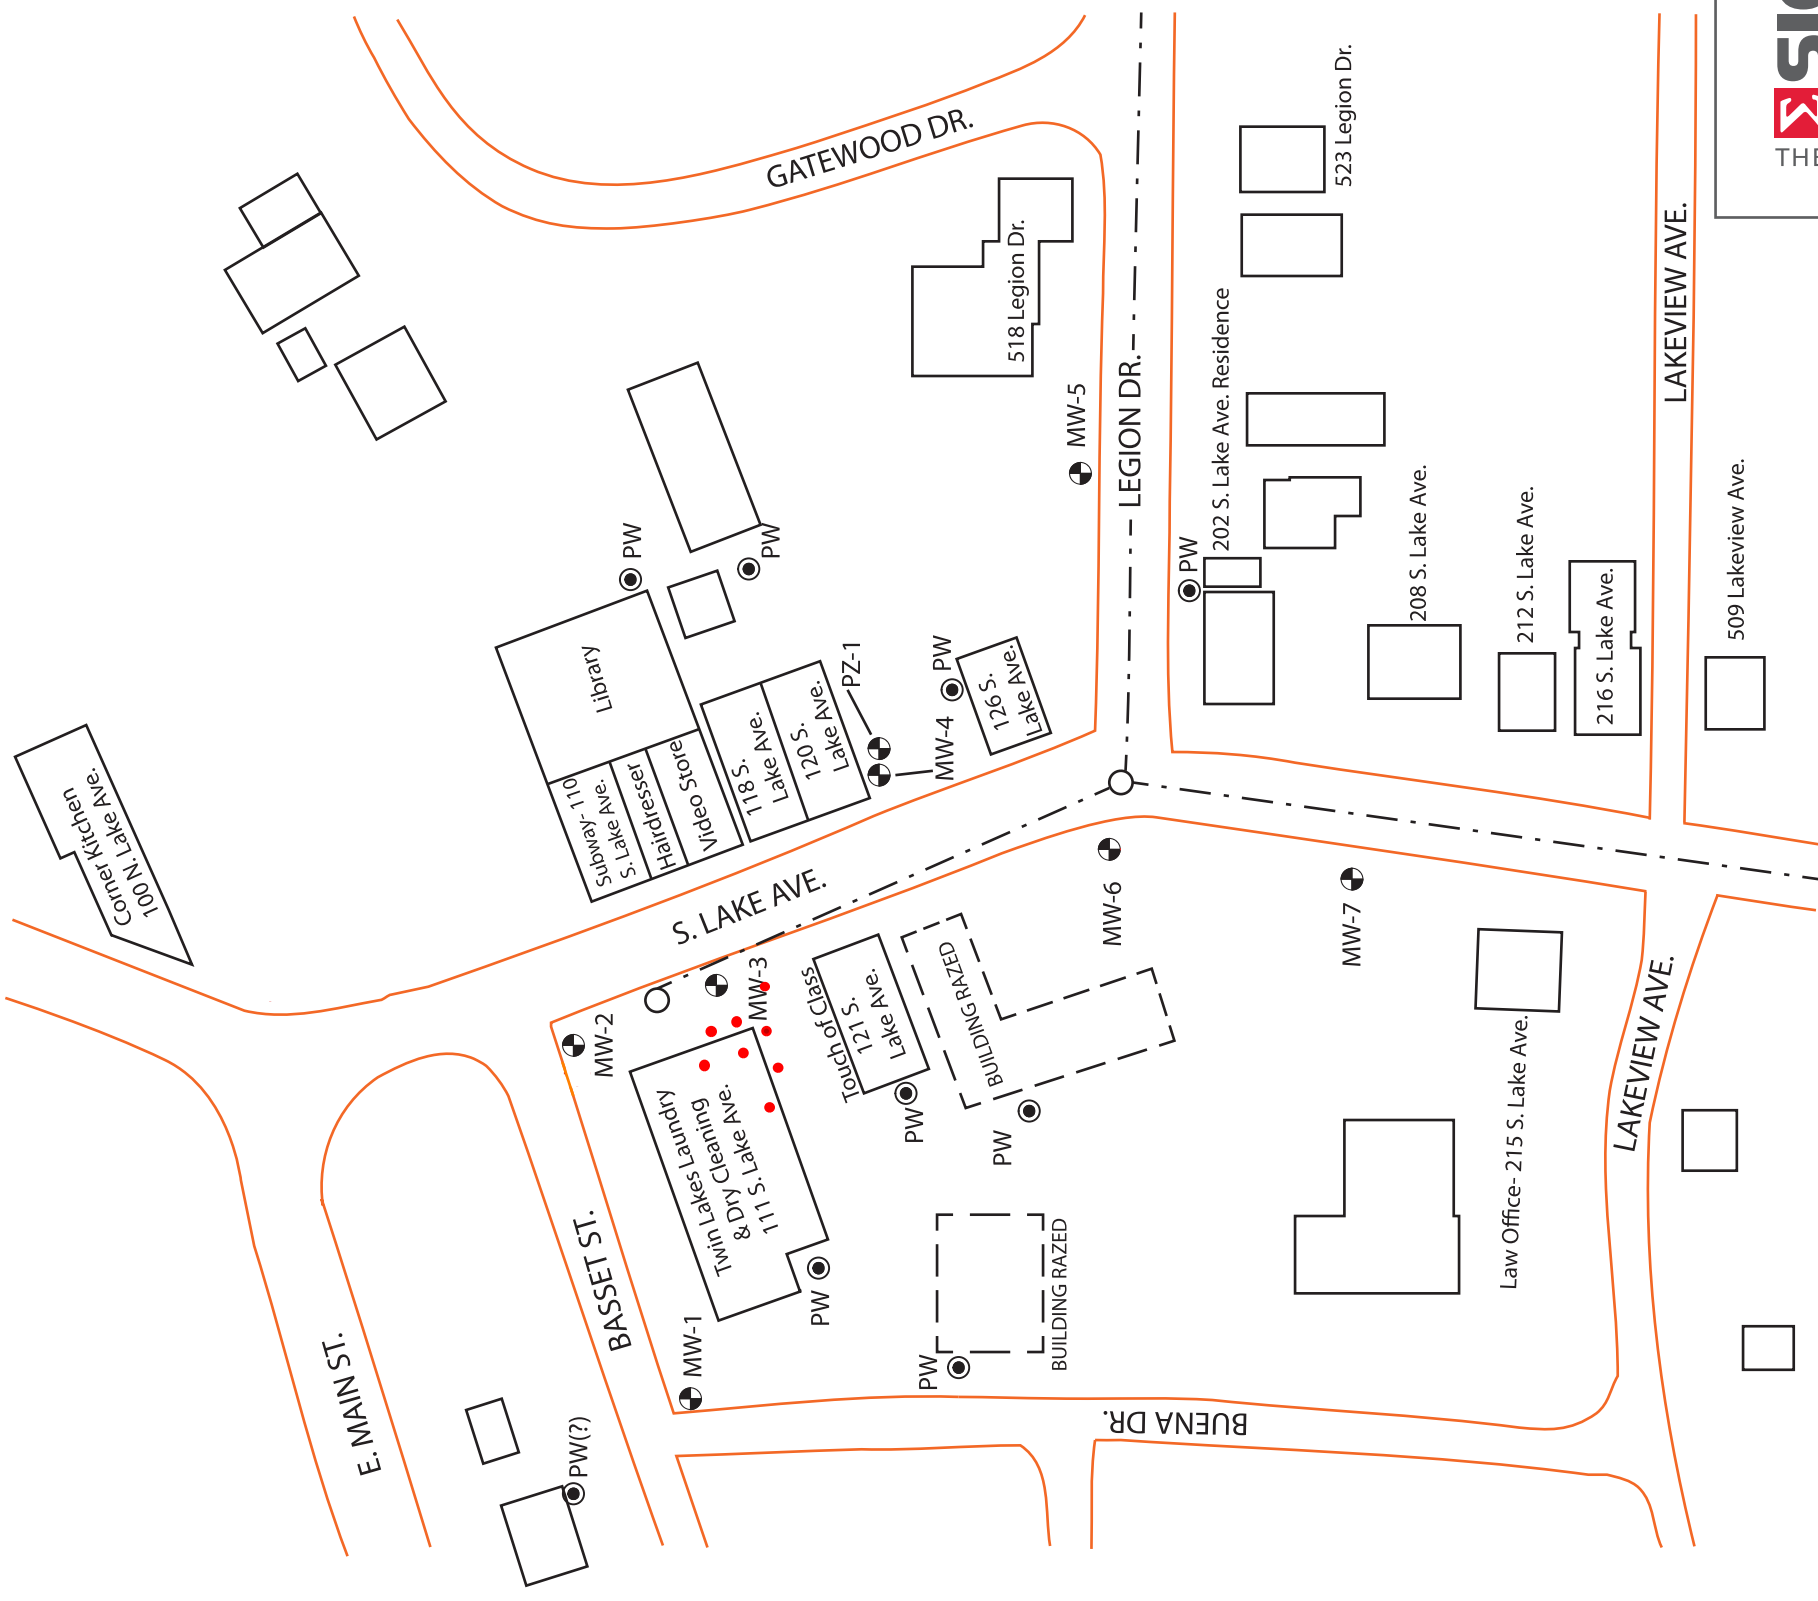 GATEWOOD DR.
523 Legion Dr.
THE
518 Legion Dr.
LAKEVIEW AVE.
202 S. Lake Ave. Residence
MW-5
LEGION DR.
PW
PW
PW
208 S. Lake Ave.
212 S. Lake Ave.
509 Lakeview Ave.
216 S. Lake Ave.
Library
PZ-1
PW
126 S.
Lake Ave.
118 S.
Lake Ave.
120 S.
Lake Ave.
MW-4
Corner Kitchen
100 N. Lake Ave.
Subway- 110
S. Lake Ave.
Hairdresser
Video Store
S. LAKE AVE.
MW-6
MW-7
MW-3
MW-2
Touch of Class
121 S.
Lake Ave.
BUILDING RAZED
PW
PW
Twin Lakes Laundry
& Dry Cleaning
111 S. Lake Ave.
LAKEVIEW AVE.
Law Office- 215 S. Lake Ave.
BASSET ST.
PW
BUILDING RAZED
PW
MW-1
E. MAIN ST.
PW(?)
BUENA DR.